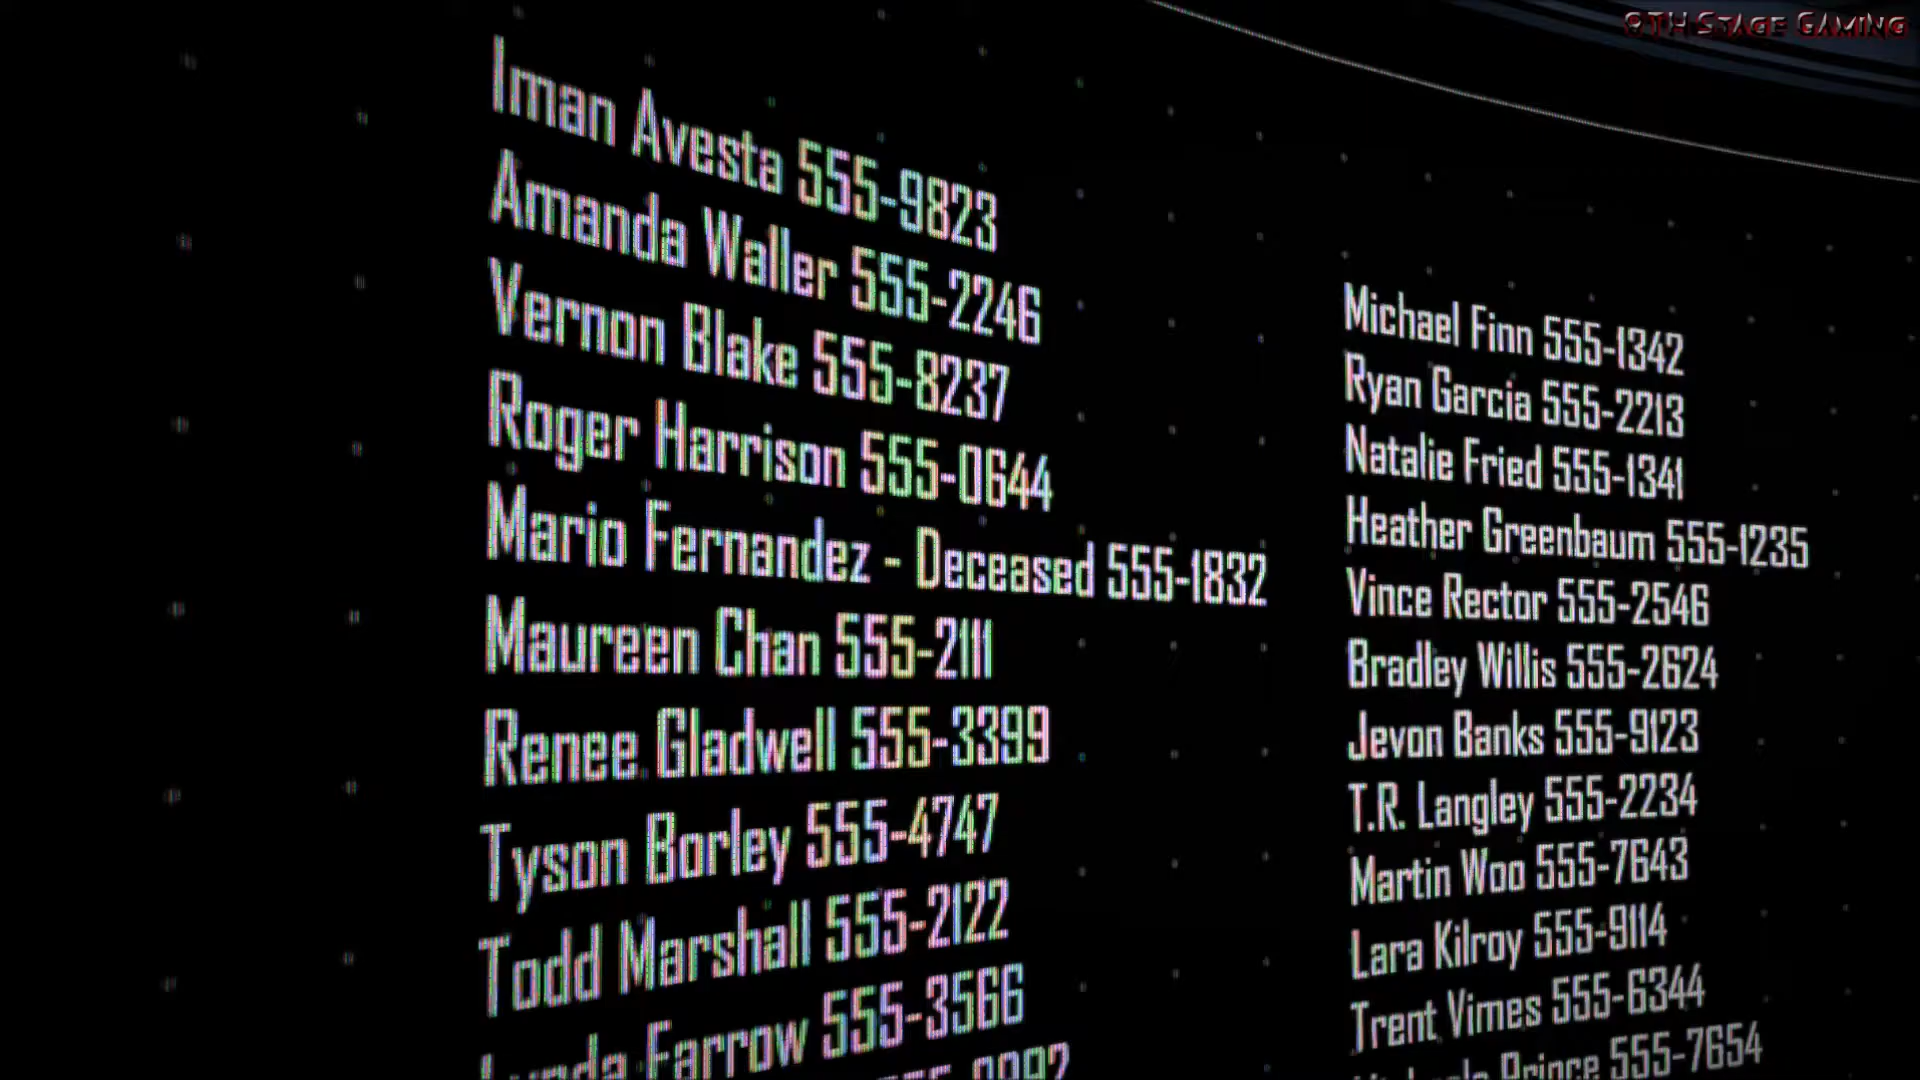 9TH Stage Gaming
Iman Avesta 555-9823
Amanda Waller 555-2246
Vernon Blake 555-8237
Roger Harrison 555-0644
Mario Fernandez - Deceased 555-1832
Maureen Chan 555-2111
Renee Gladwell 555-3399
Tyson Borley 555-4747
Todd Marshall 555-2122
Lynda Farrow 555-3566
Michael Finn 555-1342
Ryan Garcia 555-2213
Natalie Fried 555-1341
Heather Greenbaum 555-1235
Vince Rector 555-2546
Bradley Willis 555-2624
Jevon Banks 555-9123
T.R. Langley 555-2234
Martin Woo 555-7643
Lara Kilroy 555-9114
Trent Vimes 555-6344
Prince 555-7654